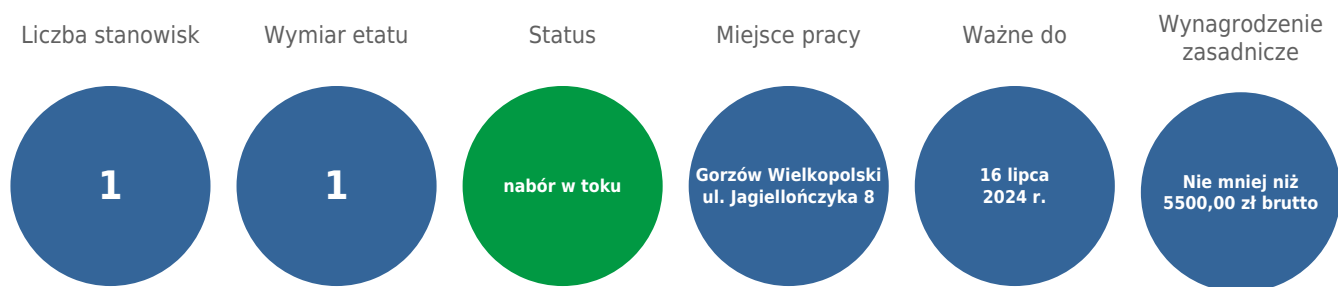 Liczba stanowisk
1
Wymiar etatu
1
Status
nabór w toku
Miejsce pracy
Gorzów Wielkopolski
ul. Jagiellończyka 8
Ważne do
16 lipca
2024 r.
Wynagrodzenie
zasadnicze
Nie mniej niż
5500,00 zł brutto